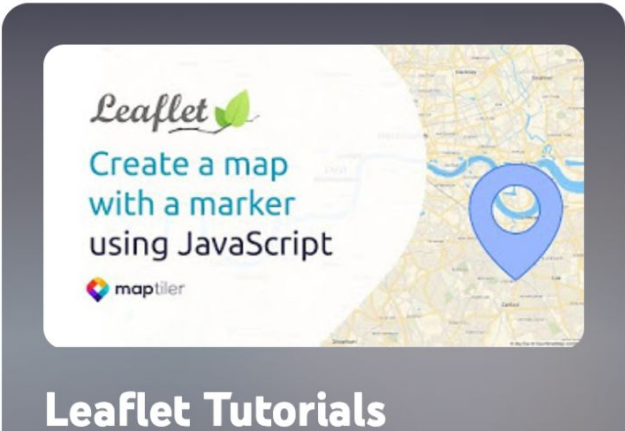 Leaflet
Create a map
with a marker
using JavaScript
maptiler
Leaflet Tutorials